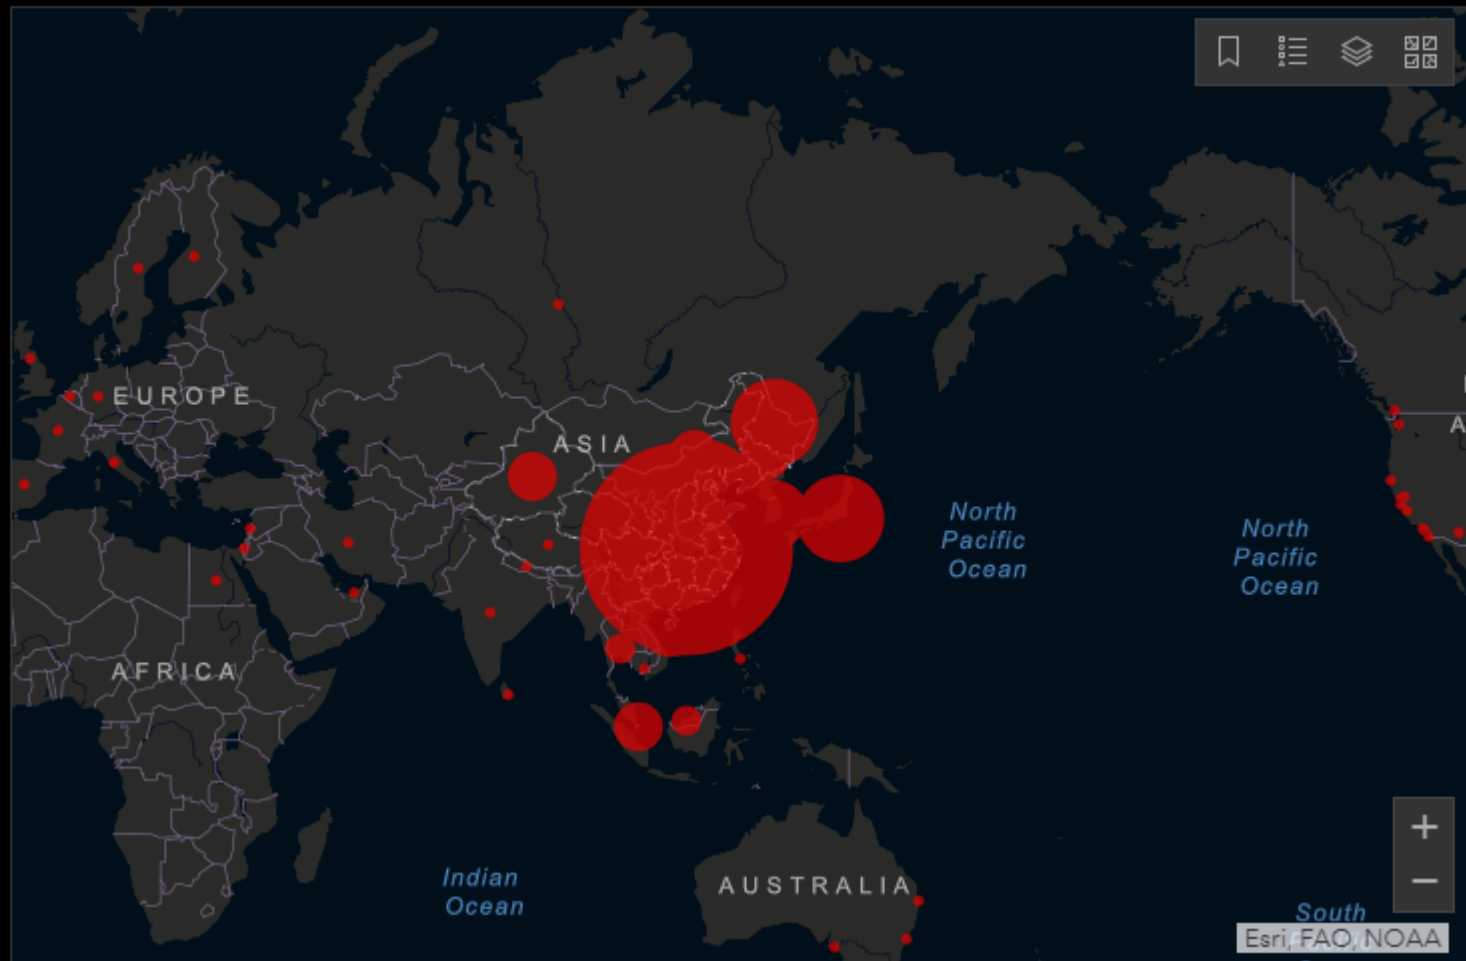 EUROPE
ASIA
North
Pacific
Ocean
North
Pacific
Ocean
AFRICA
Indian
Ocean
AUSTRALIA
A
+
−
South
Esri, FAO, NOAA